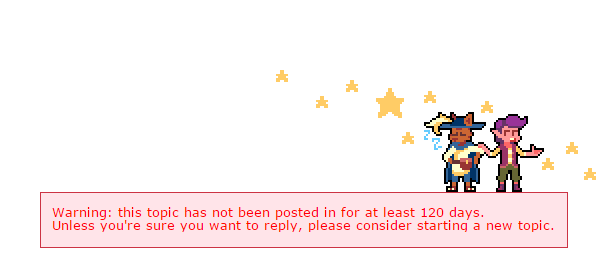 Warning: this topic has not been posted in for at least 120 days.
Unless you're sure you want to reply, please consider starting a new topic.